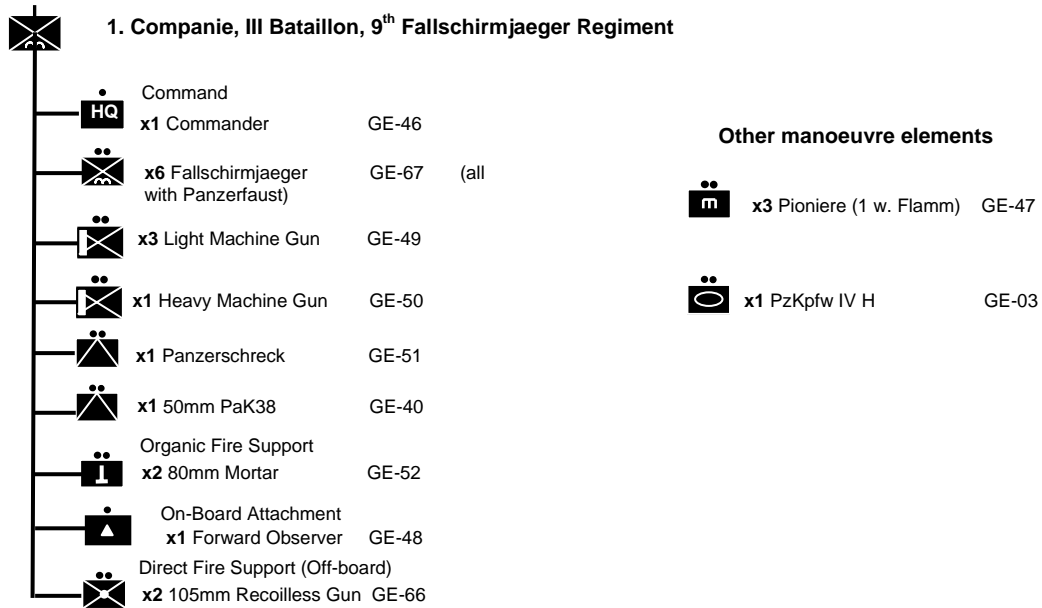 1. Companie, III Bataillon, 9th Fallschirmjaeger Regiment
Command
HQ x1 Commander GE-46
x6 Fallschirmjaeger GE-67 (all
with Panzerfaust)
x3 Light Machine Gun GE-49
x1 Heavy Machine Gun GE-50
x1 Panzerschreck GE-51
x1 50mm PaK38 GE-40
Organic Fire Support
x2 80mm Mortar GE-52
On-Board Attachment
x1 Forward Observer GE-48
Direct Fire Support (Off-board)
x2 105mm Recoilless Gun GE-66
Other manoeuvre elements
x3 Pioniere (1 w. Flamm) GE-47
x1 PzKpfw IV H GE-03